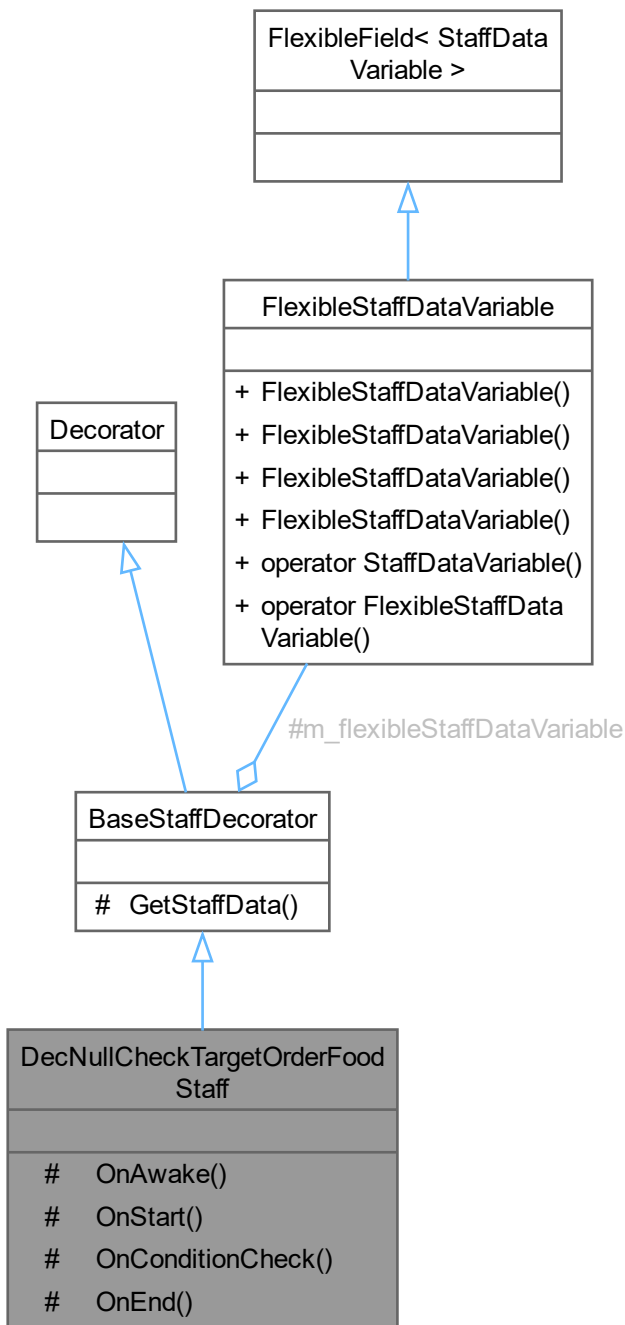 FlexibleField< StaffData
Variable >
FlexibleStaffDataVariable
+ FlexibleStaffDataVariable()
+ FlexibleStaffDataVariable()
+ FlexibleStaffDataVariable()
+ FlexibleStaffDataVariable()
+ operator StaffDataVariable()
+ operator FlexibleStaffData
Variable()
Decorator
#m_flexibleStaffDataVariable
BaseStaffDecorator
# GetStaffData()
DecNullCheckTargetOrderFood
Staff
# OnAwake()
# OnStart()
# OnConditionCheck()
# OnEnd()